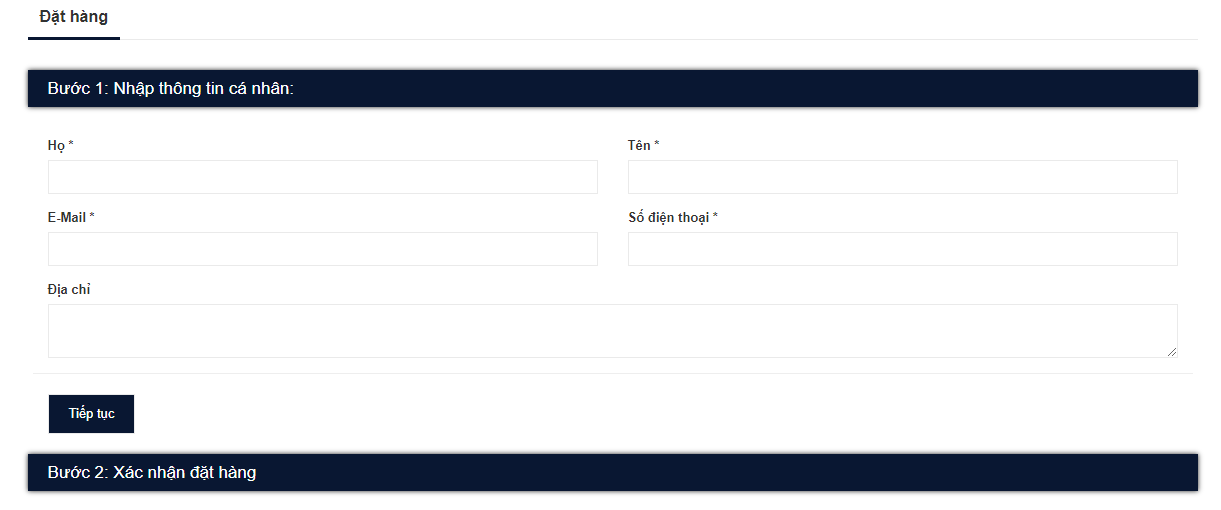 Đặt hàng
Bước 1: Nhập thông tin cá nhân:
Họ *
Tên *
E-Mail *
Số điện thoại *
Địa chỉ
Tiếp tục
Bước 2: Xác nhận đặt hàng